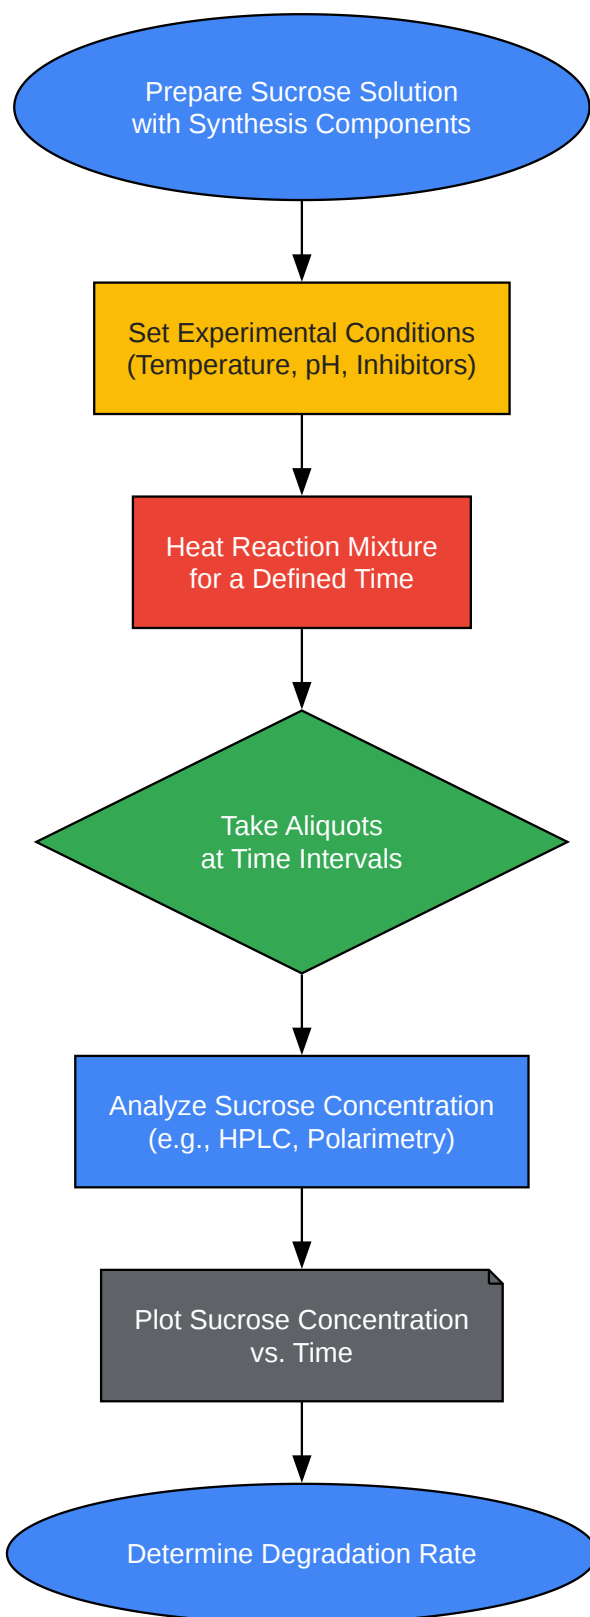 Prepare Sucrose Solution
with Synthesis Components
Set Experimental Conditions
(Temperature, pH, Inhibitors)
Heat Reaction Mixture
for a Defined Time
Take Aliquots
at Time Intervals
Analyze Sucrose Concentration
(e.g., HPLC, Polarimetry)
Plot Sucrose Concentration
vs. Time
Determine Degradation Rate